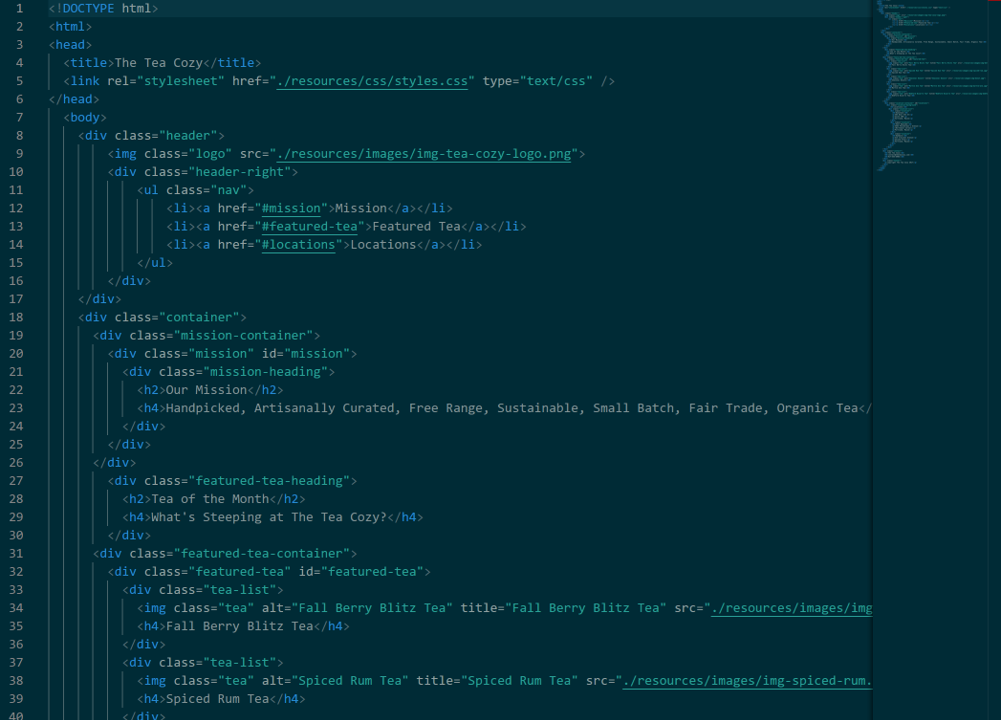 1 <!DOCTYPE html>
2 <html>
3 <head>
4 <title>The Tea Cozy</title>
5 <link rel="stylesheet" href="./resources/css/styles.css" type="text/css" />
6 </head>
7 <body>
8 <div class="header">
9 <img class="logo" src="./resources/images/img-tea-cozy-logo.png">
10 <div class="header-right">
11 <ul class="nav">
12 <li><a href="#mission">Mission</a></li>
13 <li><a href="#featured-tea">Featured Tea</a></li>
14 <li><a href="#locations">Locations</a></li>
15 </ul>
16 </div>
17 </div>
18 <div class="container">
19 <div class="mission-container">
20 <div class="mission" id="mission">
21 <div class="mission-heading">
22 <h2>Our Mission</h2>
23 <h4>Handpicked, Artisanally Curated, Free Range, Sustainable, Small Batch, Fair Trade, Organic Tea</
24 </div>
25 </div>
26 </div>
27 <div class="featured-tea-heading">
28 <h2>Tea of the Month</h2>
29 <h4>What's Steeping at The Tea Cozy?</h4>
30 </div>
31 <div class="featured-tea-container">
32 <div class="featured-tea" id="featured-tea">
33 <div class="tea-list">
34 <img class="tea" alt="Fall Berry Blitz Tea" title="Fall Berry Blitz Tea" src="./resources/images/img
35 <h4>Fall Berry Blitz Tea</h4>
36 </div>
37 <div class="tea-list">
38 <img class="tea" alt="Spiced Rum Tea" title="Spiced Rum Tea" src="./resources/images/img-spiced-rum.
39 <h4>Spiced Rum Tea</h4>
40 </div>